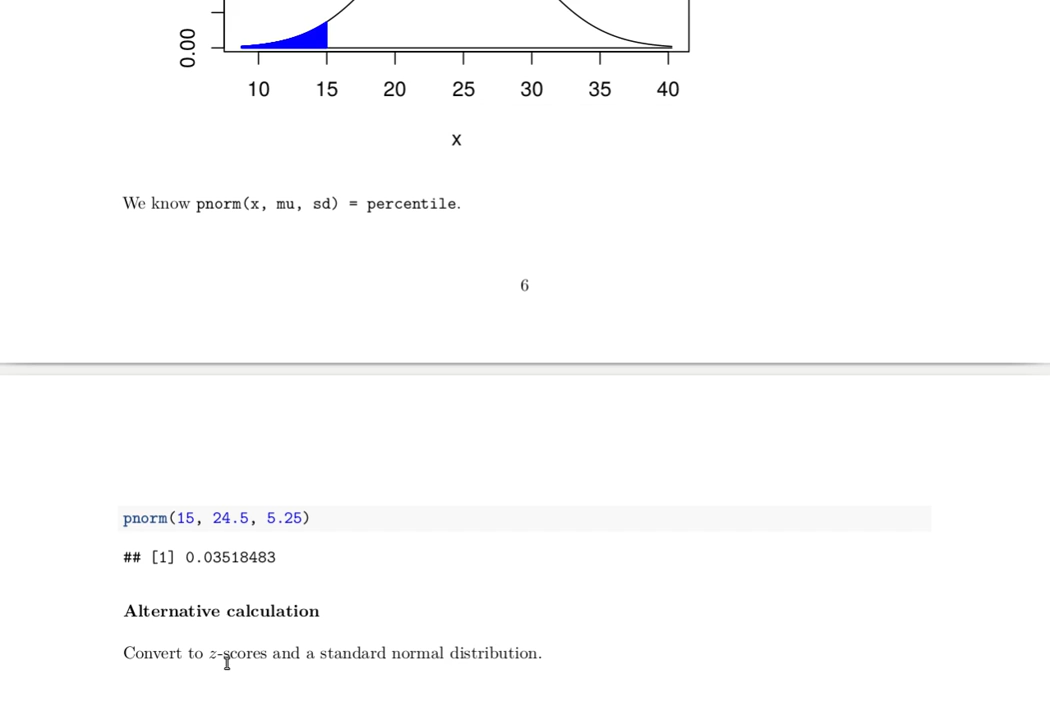 0.00
10 15 20 25 30 35 40
x
We know pnorm(x, mu, sd) = percentile.
6
pnorm(15, 24.5, 5.25)
## [1] 0.03518483
Alternative calculation
Convert to z-scores and a standard normal distribution.